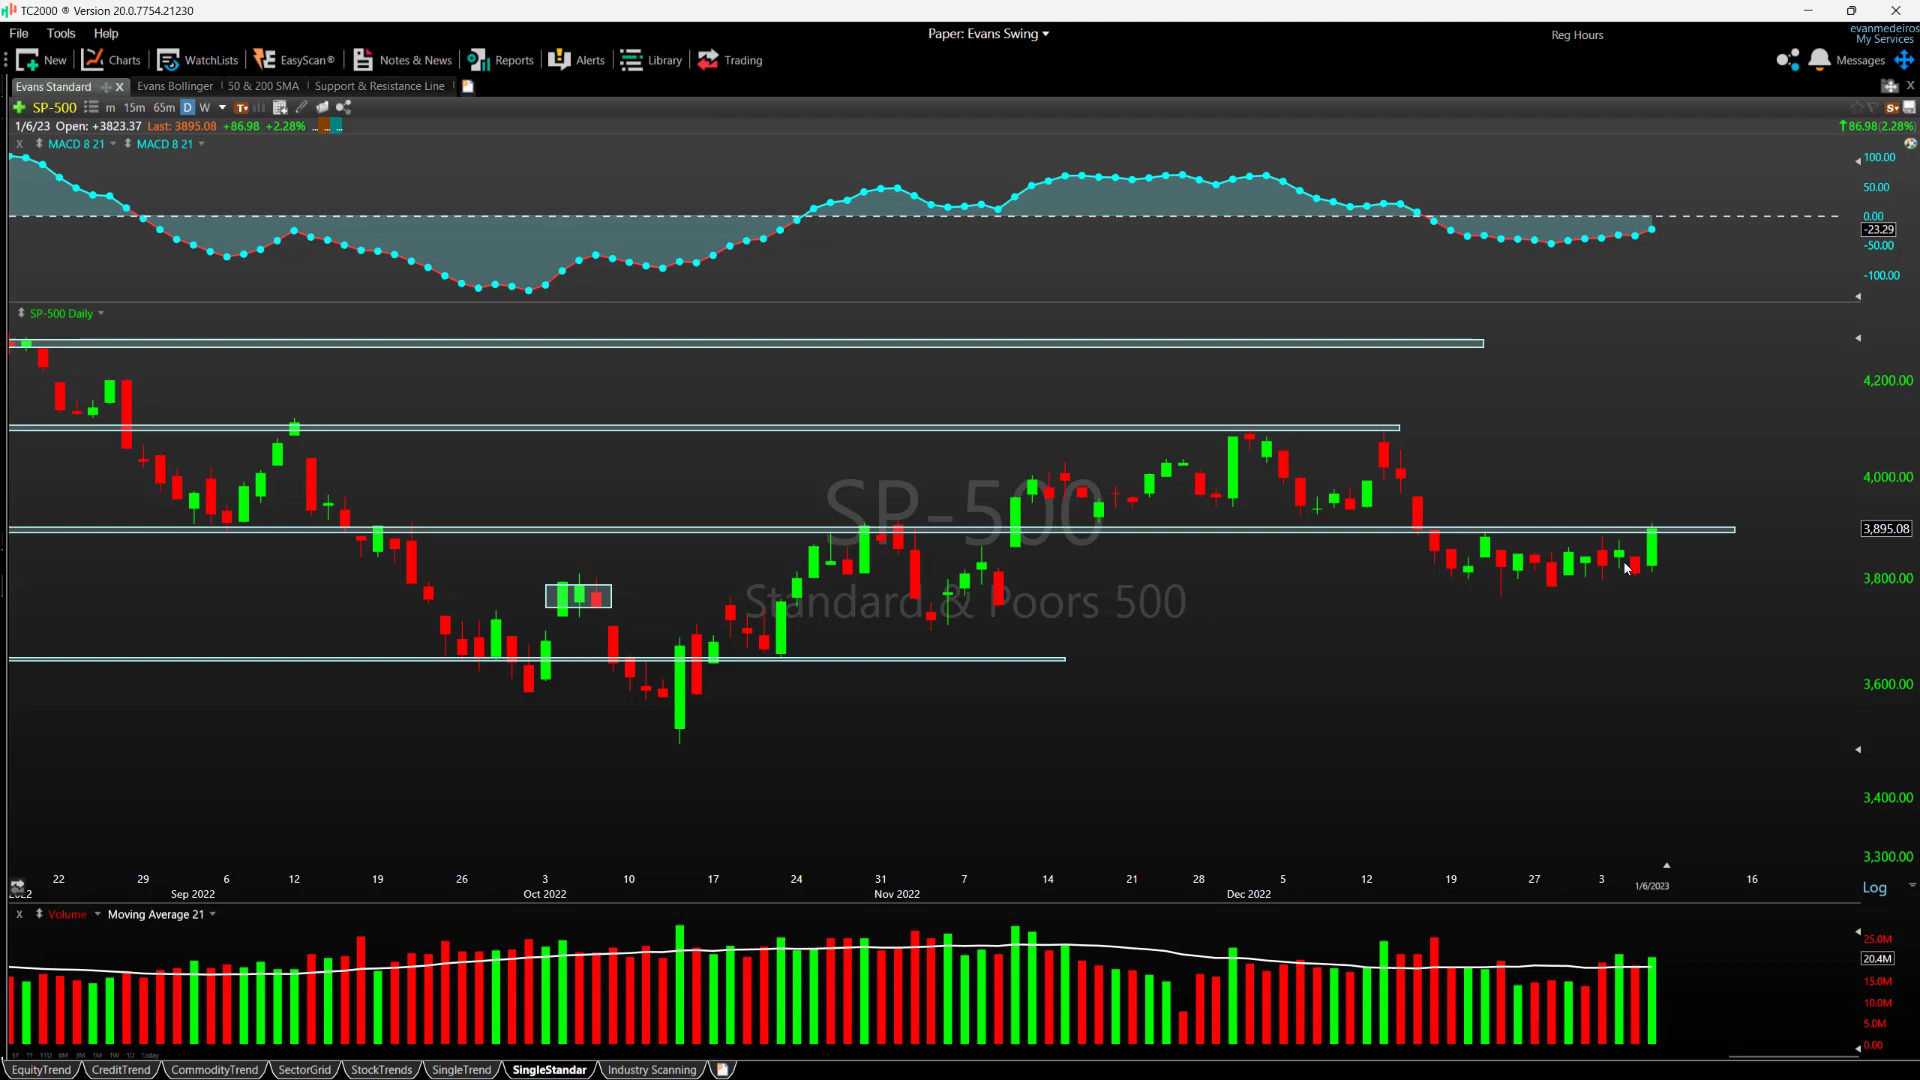 TC2000 ® Version 20.0.7754.21230
File Tools Help
Paper: Evans Swing
Reg Hours
evanmedeiros
My Services
New Charts WatchLists EasyScan® Notes & News Reports Alerts Library Trading
Messages
Evans Standard X Evans Bollinger 50 & 200 SMA Support & Resistance Line
X
SP-500 m 15m 65m D W T
S
1/6/23 Open: +3823.37 Last: 3895.08 +86.98 +2.28% ... ... ...
86.98(2.28%)
X MACD 8 21 MACD 8 21
100.00
50.00
0.00
-23.29
-50.00
-100.00
SP-500 Daily
4,200.00
4,000.00
SP-500
3,895.08
3,800.00
Standard & Poors 500
3,600.00
3,400.00
3,300.00
22 29 6 12 19 26 3 10 17 24 31 7 14 21 28 5 12 19 27 3 1/6/2023 16
Sep 2022 Oct 2022 Nov 2022 Dec 2022
Log
X Volume Moving Average 21
25.0M
20.4M
15.0M
10.0M
5.0M
0.00
1Y YTD 6M 3M 1M 1W 1D Today
EquityTrend CreditTrend CommodityTrend SectorGrid StockTrends SingleTrend SingleStandar Industry Scanning